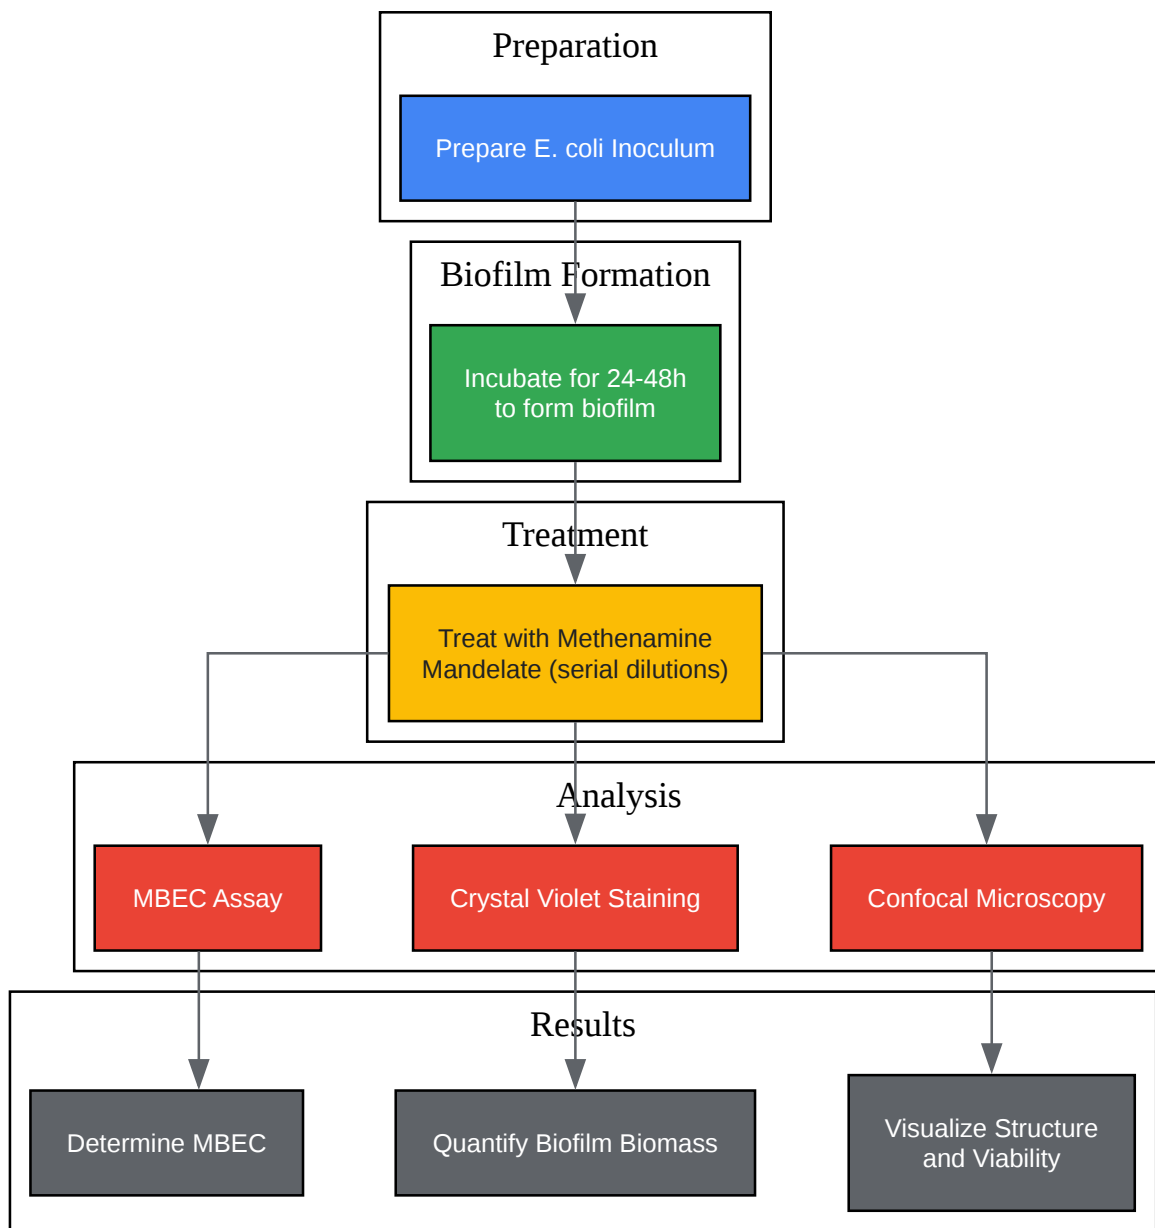 Preparation
Prepare E. coli Inoculum
Biofilm Formation
Incubate for 24-48h
to form biofilm
Treatment
Treat with Methenamine
Mandelate (serial dilutions)
Analysis
MBEC Assay
Crystal Violet Staining
Confocal Microscopy
Results
Determine MBEC
Quantify Biofilm Biomass
Visualize Structure
and Viability